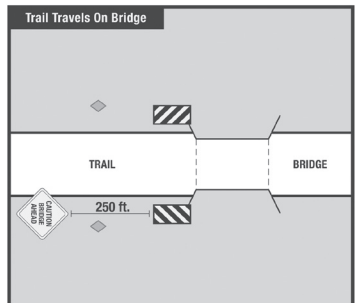 Trail Travels On Bridge
TRAIL
BRIDGE
CAUTION
BRIDGE
AHEAD
250 ft.